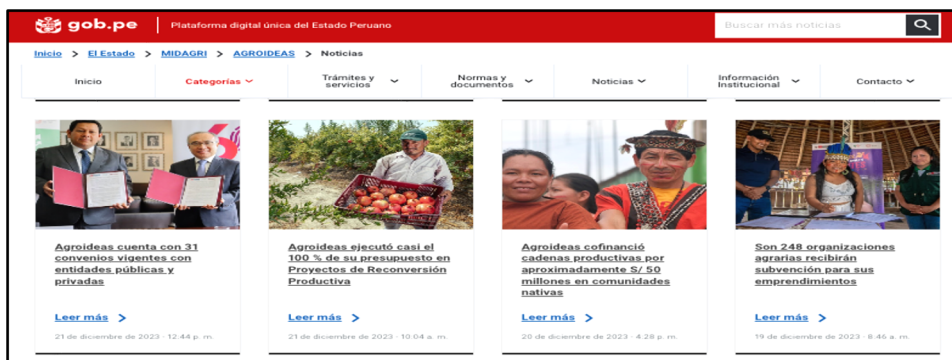 gob.pe
Plataforma digital única del Estado Peruano
Buscar más noticias
Inicio > El Estado > MIDAGRI > AGROIDEAS > Noticias
Inicio
Categorías
Trámites y
servicios
Normas y
documentos
Noticias
Información
Institucional
Contacto
Agroideas cuenta con 31
convenios vigentes con
entidades públicas y
privadas
Leer más >
21 de diciembre de 2023 - 12:44 p. m.
Agroideas ejecutó casi el
100 % de su presupuesto en
Proyectos de Reconversión
Productiva
Leer más >
21 de diciembre de 2023 - 10:04 a. m.
Agroideas cofinanció
cadenas productivas por
aproximadamente S/ 50
millones en comunidades
nativas
Leer más >
20 de diciembre de 2023 - 4:28 p. m.
Son 248 organizaciones
agrarias recibirán
subvención para sus
emprendimientos
Leer más >
19 de diciembre de 2023 - 8:46 a. m.